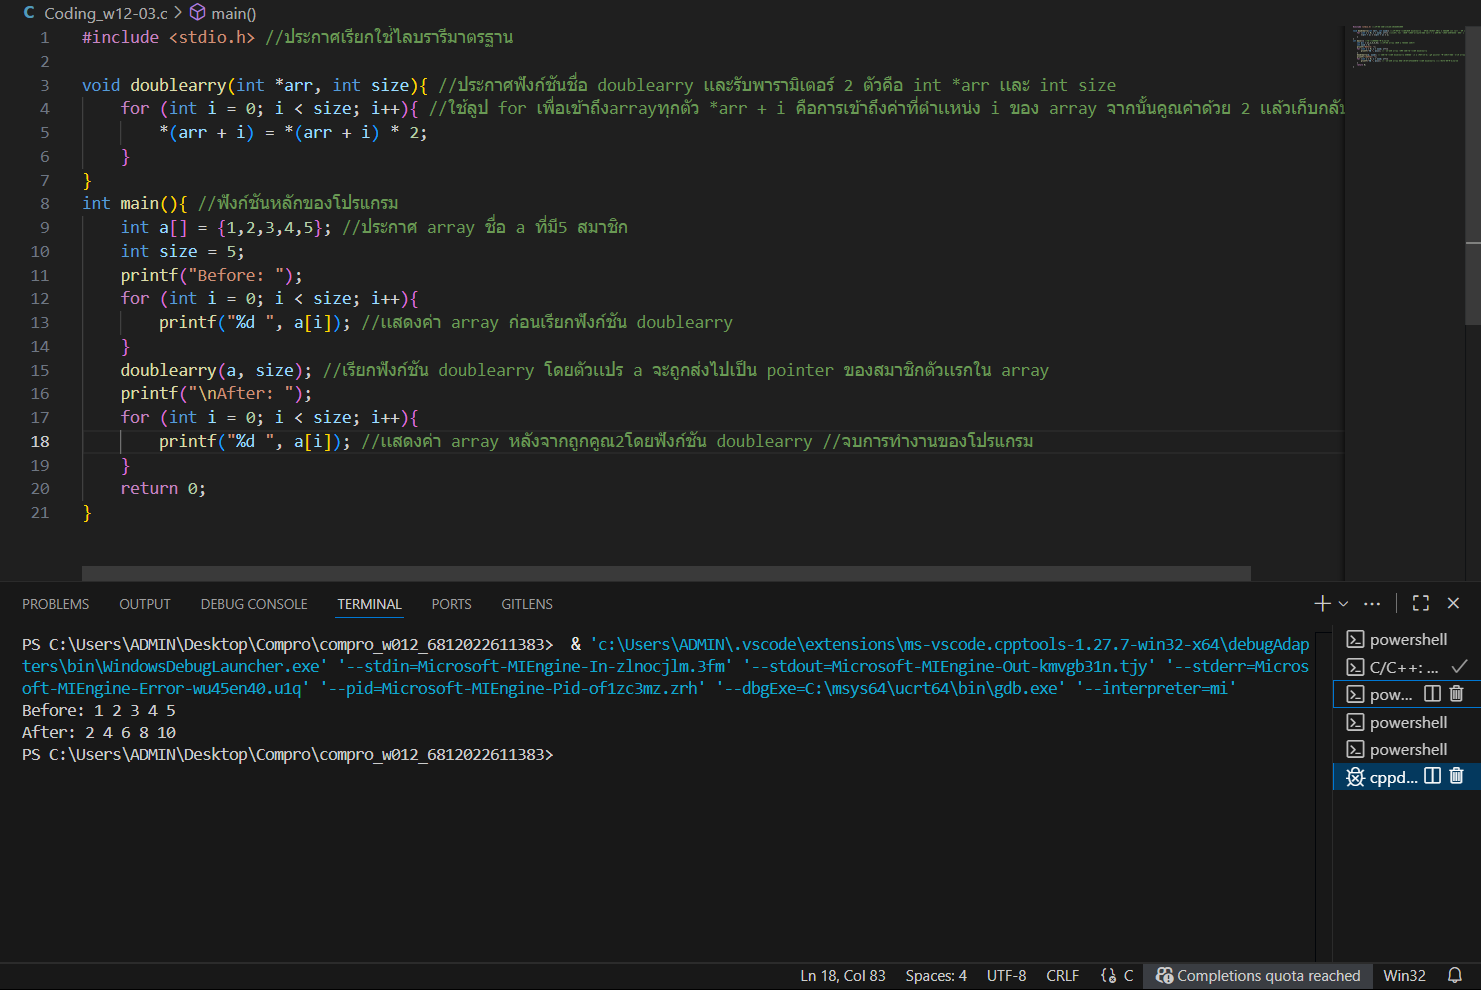 Coding_w12-03.c > main()
1 #include <stdio.h> //ประกาศเรียกใช้ไลบรารีมาตรฐาน
2
3 void doublearry(int *arr, int size){ //ประกาศฟังก์ชันชื่อ doublearry และรับพารามิเตอร์ 2 ตัวคือ int *arr และ int size
4 for (int i = 0; i < size; i++){ //ใช้ลูป for เพื่อเข้าถึงarrayทุกตัว *arr + i คือการเข้าถึงค่าที่ตำแหน่ง i ของ array จากนั้นคูณค่าด้วย 2 แล้วเก็บกลับ
5 *(arr + i) = *(arr + i) * 2;
6 }
7 }
8 int main(){ //ฟังก์ชันหลักของโปรแกรม
9 int a[] = {1,2,3,4,5}; //ประกาศ array ชื่อ a ที่มี5 สมาชิก
10 int size = 5;
11 printf("Before: ");
12 for (int i = 0; i < size; i++){
13 printf("%d ", a[i]); //แสดงค่า array ก่อนเรียกฟังก์ชัน doublearry
14 }
15 doublearry(a, size); //เรียกฟังก์ชัน doublearry โดยตัวแปร a จะถูกส่งไปเป็น pointer ของสมาชิกตัวแรกใน array
16 printf("\nAfter: ");
17 for (int i = 0; i < size; i++){
18 printf("%d ", a[i]); //แสดงค่า array หลังจากถูกคูณ2โดยฟังก์ชัน doublearry //จบการทำงานของโปรแกรม
19 }
20 return 0;
21 }
PROBLEMS OUTPUT DEBUG CONSOLE TERMINAL PORTS GITLENS
PS C:\Users\ADMIN\Desktop\Compro\compro_w012_6812022611383> & 'c:\Users\ADMIN\.vscode\extensions\ms-vscode.cpptools-1.27.7-win32-x64\debugAdap
ters\bin\WindowsDebugLauncher.exe' '--stdin=Microsoft-MIEngine-In-zlnocjlm.3fm' '--stdout=Microsoft-MIEngine-Out-kmvgb31n.tjy' '--stderr=Micros
oft-MIEngine-Error-wu45en40.u1q' '--pid=Microsoft-MIEngine-Pid-of1zc3mz.zrh' '--dbgExe=C:\msys64\ucrt64\bin\gdb.exe' '--interpreter=mi'
Before: 1 2 3 4 5
After: 2 4 6 8 10
PS C:\Users\ADMIN\Desktop\Compro\compro_w012_6812022611383>
powershell
C/C++: ...
pow...
powershell
powershell
cppd...
Ln 18, Col 83 Spaces: 4 UTF-8 CRLF C Completions quota reached Win32